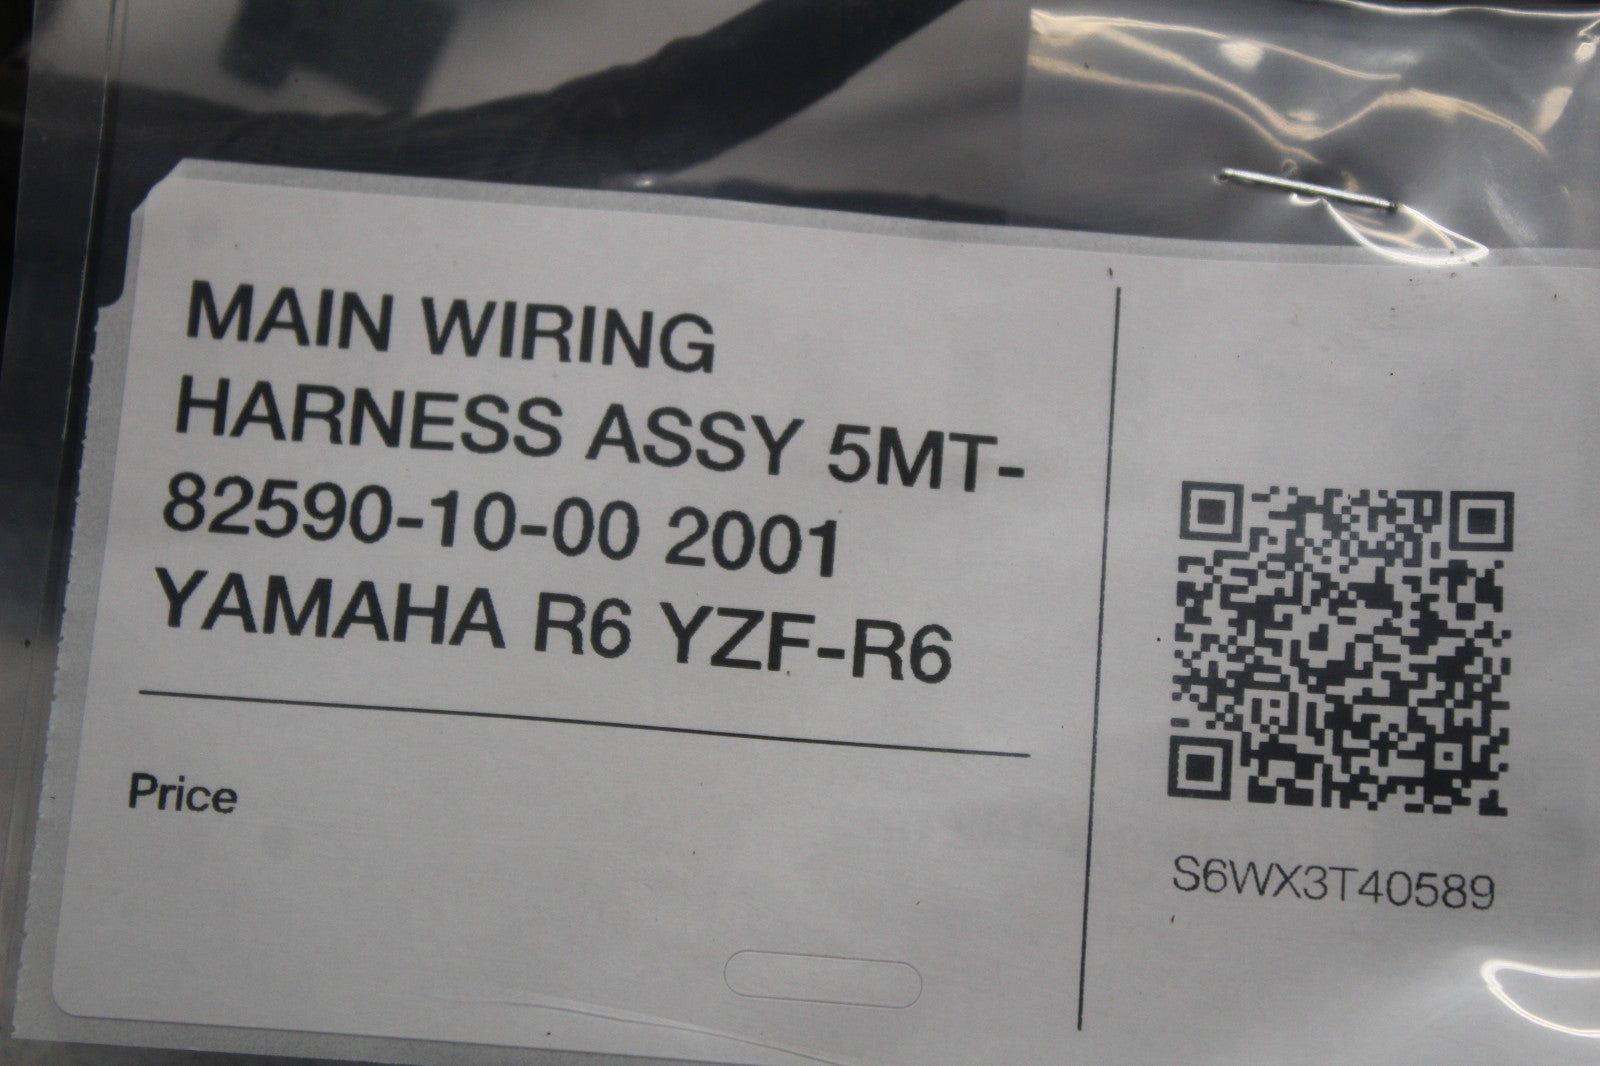 MAIN WIRING
HARNESS ASSY 5MT-
82590-10-00 2001
YAMAHA R6 YZF-R6
Price
S6WX3T40589